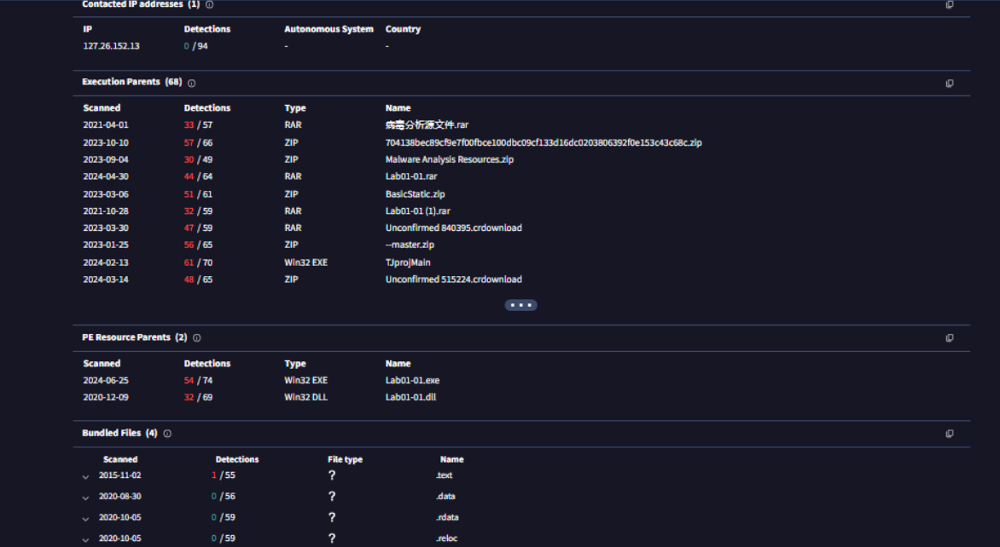 Contacted IP addresses (1)
IP Detections Autonomous System Country
127.26.152.13 0 / 94 - -
Execution Parents (68)
Scanned Detections Type Name
2021-04-01 33 / 57 RAR 病毒分析源文件.rar
2023-10-10 57 / 66 ZIP 704138bec89cf9e7f00fbce100dbc09cf133d16dc0203806392f0e153c43c68c.zip
2023-09-04 30 / 49 ZIP Malware Analysis Resources.zip
2024-04-30 44 / 64 RAR Lab01-01.rar
2023-03-06 51 / 61 ZIP BasicStatic.zip
2021-10-28 32 / 59 RAR Lab01-01 (1).rar
2023-03-30 47 / 59 RAR Unconfirmed 840395.crdownload
2023-01-25 56 / 65 ZIP --master.zip
2024-02-13 61 / 70 Win32 EXE TJprojMain
2024-03-14 48 / 65 ZIP Unconfirmed 515224.crdownload
PE Resource Parents (2)
Scanned Detections Type Name
2024-06-25 54 / 74 Win32 EXE Lab01-01.exe
2020-12-09 32 / 69 Win32 DLL Lab01-01.dll
Bundled Files (4)
Scanned Detections File type Name
2015-11-02 1 / 55 ? .text
2020-08-30 0 / 56 ? .data
2020-10-05 0 / 59 ? .rdata
2020-10-05 0 / 59 ? .reloc